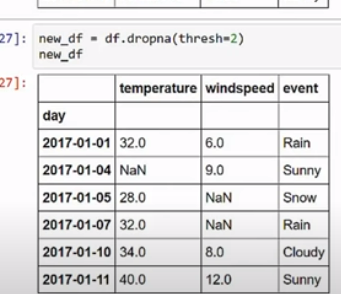 27]: new_df = df.dropna(thresh=2)
new_df
27]:
temperature windspeed event
day
2017-01-01 32.0 6.0 Rain
2017-01-04 NaN 9.0 Sunny
2017-01-05 28.0 NaN Snow
2017-01-07 32.0 NaN Rain
2017-01-10 34.0 8.0 Cloudy
2017-01-11 40.0 12.0 Sunny